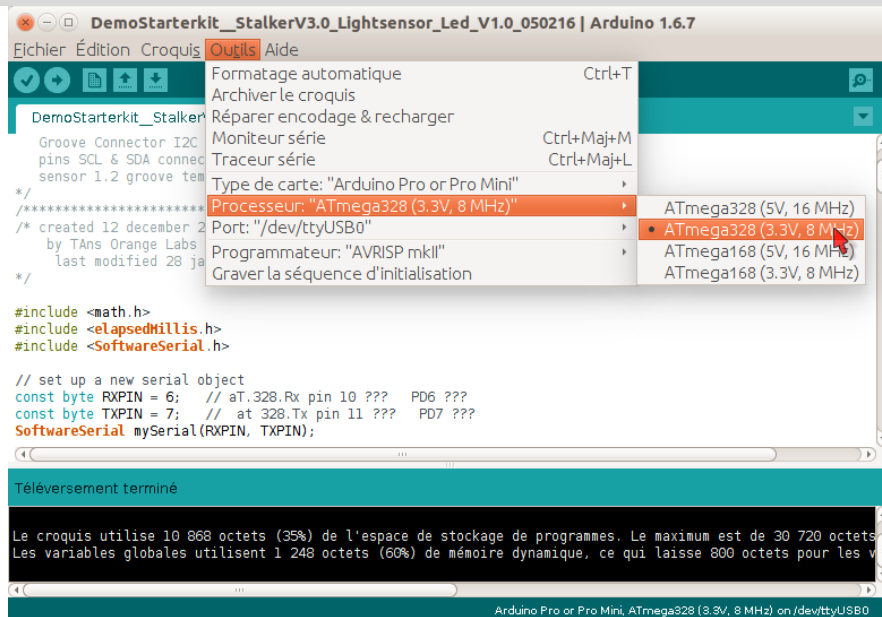 DemoStarterkit__StalkerV3.0_Lightsensor_Led_V1.0_050216 | Arduino 1.6.7
Fichier Édition Croquis Outils Aide
Formatage automatique Ctrl+T
Archiver le croquis
DemoStarterkit__Stalker
Réparer encodage & recharger
Moniteur série Ctrl+Maj+M
Traceur série Ctrl+Maj+L
Type de carte: "Arduino Pro or Pro Mini"
Processeur: "ATmega328 (3.3V, 8 MHz)"
Port: "/dev/ttyUSB0"
Programmateur: "AVRISP mkII"
Graver la séquence d'initialisation
ATmega328 (5V, 16 MHz)
ATmega328 (3.3V, 8 MHz)
ATmega168 (5V, 16 MHz)
ATmega168 (3.3V, 8 MHz)
Groove Connector I2C
pins SCL & SDA connec
sensor 1.2 groove tem
*/
/***********************
/* created 12 december 2
by TAns Orange Labs
last modified 28 ja
*/
#include <math.h>
#include <elapsedMillis.h>
#include <SoftwareSerial.h>
// set up a new serial object
const byte RXPIN = 6; // aT.328.Rx pin 10 ??? PD6 ???
const byte TXPIN = 7; // at 328.Tx pin 11 ??? PD7 ???
SoftwareSerial mySerial(RXPIN, TXPIN);
Téléversement terminé
Le croquis utilise 10 868 octets (35%) de l'espace de stockage de programmes. Le maximum est de 30 720 octets
Les variables globales utilisent 1 248 octets (60%) de mémoire dynamique, ce qui laisse 800 octets pour les v
Arduino Pro or Pro Mini, ATmega328 (3.3V, 8 MHz) on /dev/ttyUSB0